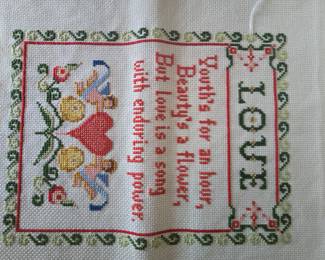 LOVE
Youth's for an hour,
Beauty's a flower,
But love is a song
with enduring power.